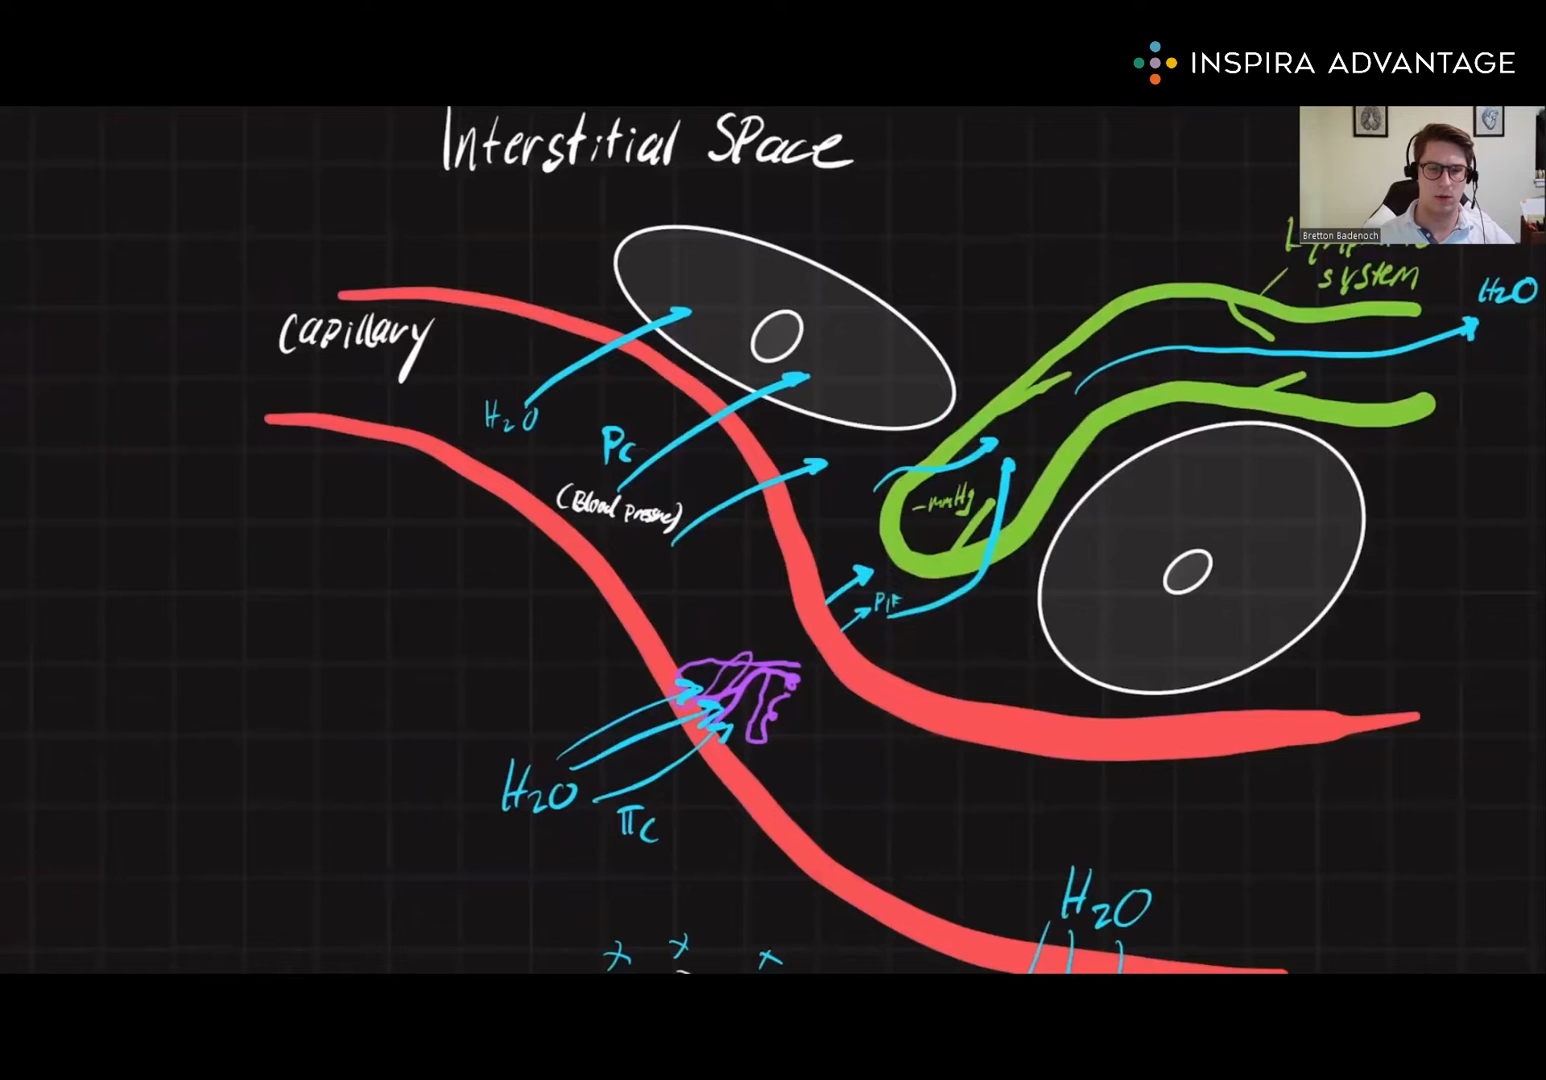 INSPIRA ADVANTAGE
Interstitial Space
Bretton Badenoch
system
H2O
Capillary
H2O
Pc
(Blood pressure)
-mmHg
PIF
H2O
πc
H2O